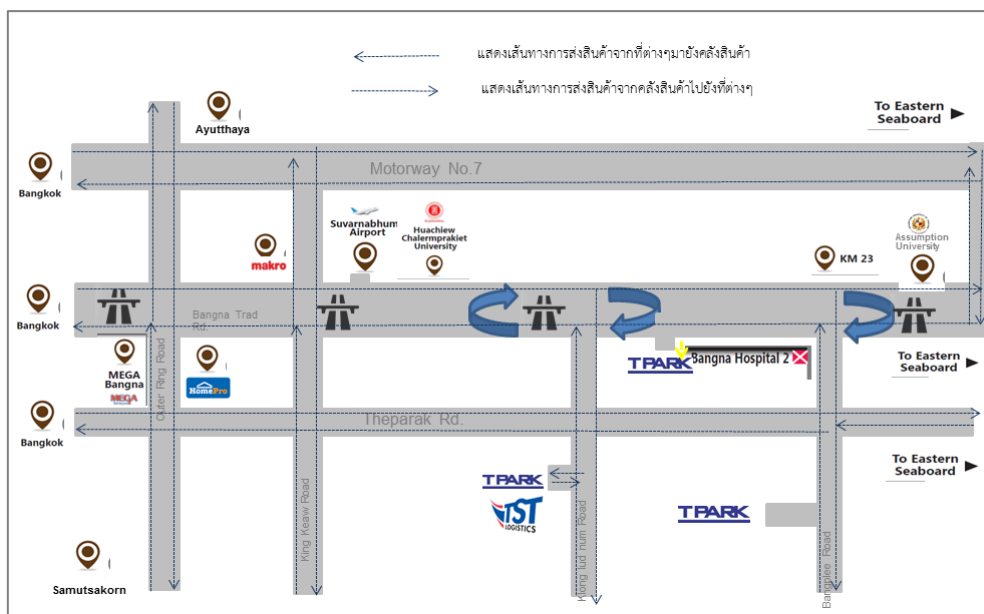 แสดงเส้นทางการส่งสินค้าจากที่ต่างๆมายังคลังสินค้า
แสดงเส้นทางการส่งสินค้าจากคลังสินค้าไปยังที่ต่างๆ
To Eastern
Seaboard
Ayutthaya
Bangkok
Motorway No.7
Suvarnabhum
Airport
Huachiew
Chalermprakiet
University
Assumption
University
makro
KM 23
Bangkok
Bangna Trad
Rd.
MEGA
Bangna
MEGA
HomePro
Outer Ring Road
TPARK
Bangna Hospital 2
To Eastern
Seaboard
Bangkok
Theparak Rd.
To Eastern
Seaboard
TPARK
TST
LOGISTICS
TPARK
King Keaw Road
Klong lud num Road
Bangplee Road
Samutsakorn